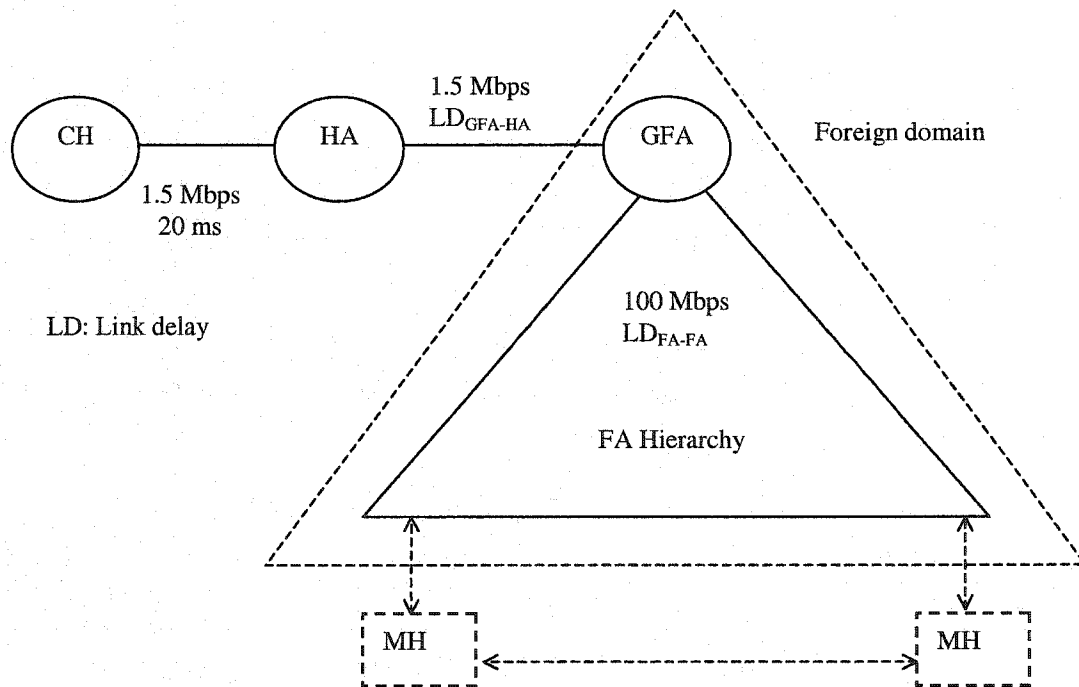 1.5 Mbps
LD_GFA-HA
CH
HA
GFA
Foreign domain
1.5 Mbps
20 ms
100 Mbps
LD_FA-FA
LD: Link delay
FA Hierarchy
MH
MH